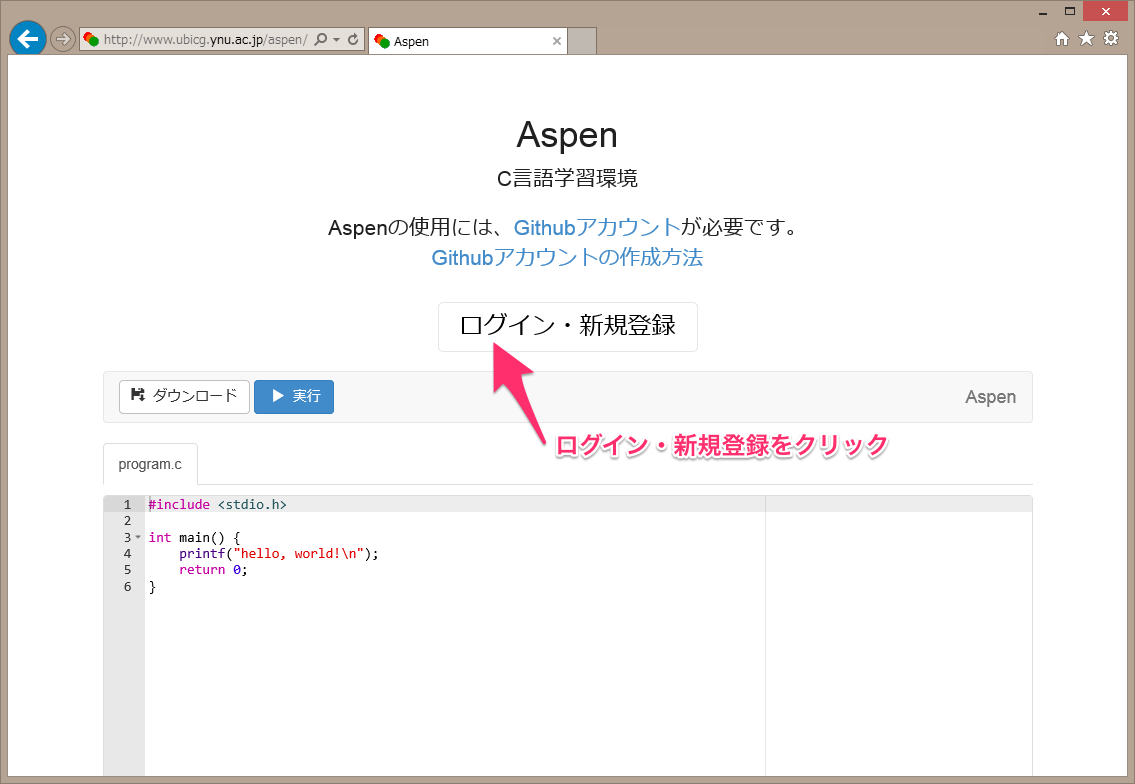 http://www.ubicg.ynu.ac.jp/aspen/
Aspen
Aspen
C言語学習環境
Aspenの使用には、Githubアカウントが必要です。
Githubアカウントの作成方法
ログイン・新規登録
ダウンロード
実行
Aspen
ログイン・新規登録をクリック
program.c
1 #include <stdio.h>
2
3 int main() {
4     printf("hello, world!\n");
5     return 0;
6 }